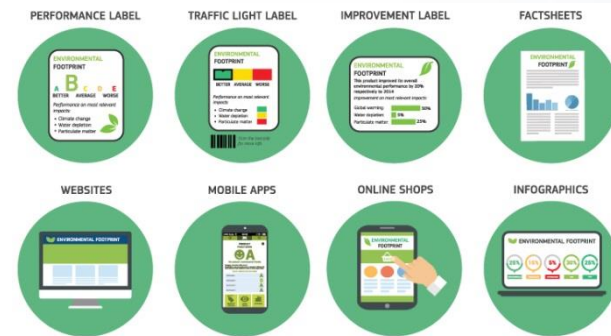 PERFORMANCE LABEL
TRAFFIC LIGHT LABEL
IMPROVEMENT LABEL
FACTSHEETS
ENVIRONMENTAL
FOOTPRINT
A B C D E
BETTER AVERAGE WORSE
Performance on most relevant
impacts:
• Climate change
• Water depletion
• Particulate matter
ENVIRONMENTAL
FOOTPRINT
BETTER AVERAGE WORSE
Performance on most relevant
impacts:
• Climate change
• Water depletion
• Particulate matter
ENVIRONMENTAL
FOOTPRINT
This product improved its overall
environmental performance by
respectively to 2014
Improvement on most relevant impacts:
Global warming
Water depletion 5%
Particulate matter
ENVIRONMENTAL
FOOTPRINT
WEBSITES
MOBILE APPS
ONLINE SHOPS
INFOGRAPHICS
ENVIRONMENTAL FOOTPRINT
A
ENVIRONMENTAL
FOOTPRINT
ENVIRONMENTAL FOOTPRINT
5%